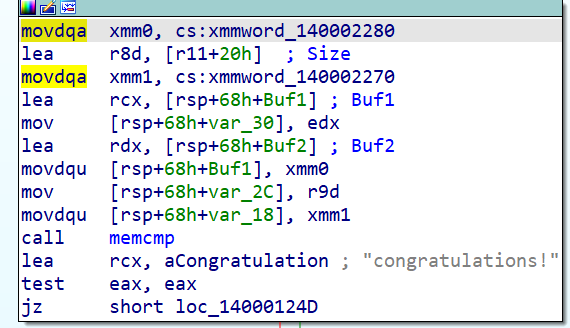 movdqa xmm0, cs:xmmword_140002280
lea r8d, [r11+20h] ; Size
movdqa xmm1, cs:xmmword_140002270
lea rcx, [rsp+68h+Buf1] ; Buf1
mov [rsp+68h+var_30], edx
lea rdx, [rsp+68h+Buf2] ; Buf2
movdqu [rsp+68h+Buf1], xmm0
mov [rsp+68h+var_2C], r9d
movdqu [rsp+68h+var_18], xmm1
call memcmp
lea rcx, aCongratulation ; "congratulations!"
test eax, eax
jz short loc_14000124D